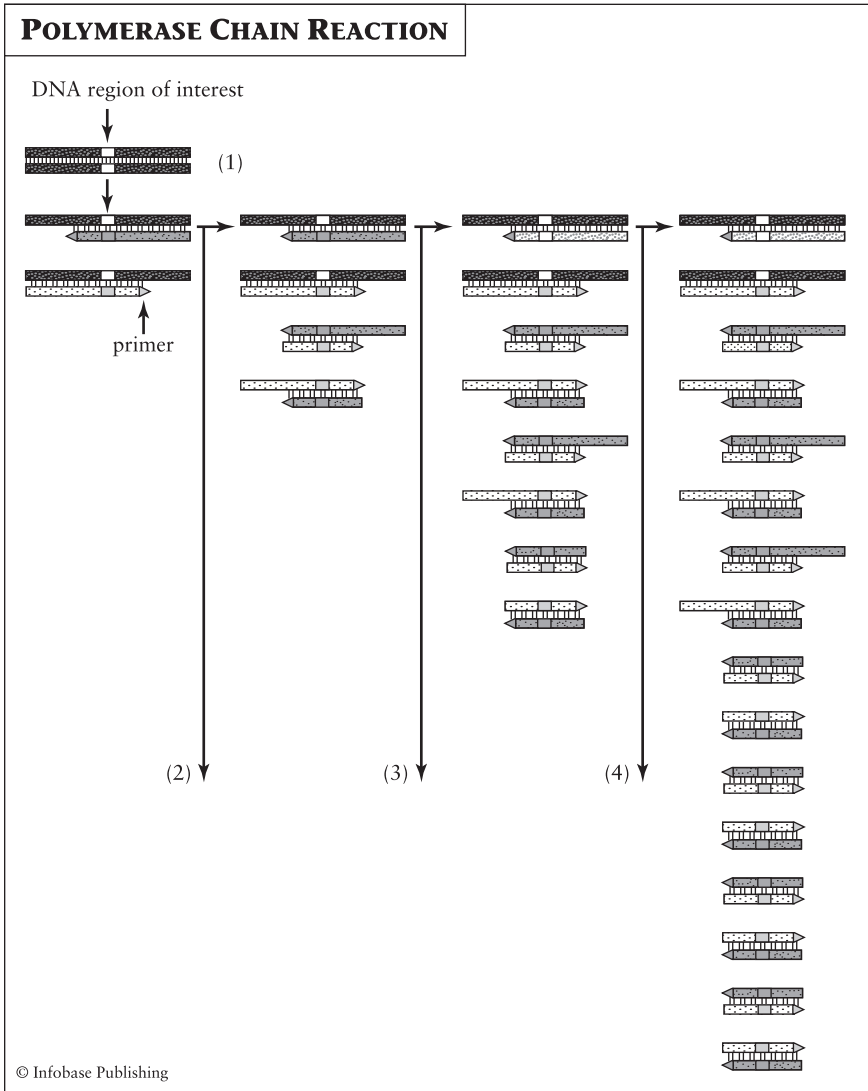 POLYMERASE CHAIN REACTION
DNA region of interest
(1)
primer
(2)
(3)
(4)
© Infobase Publishing